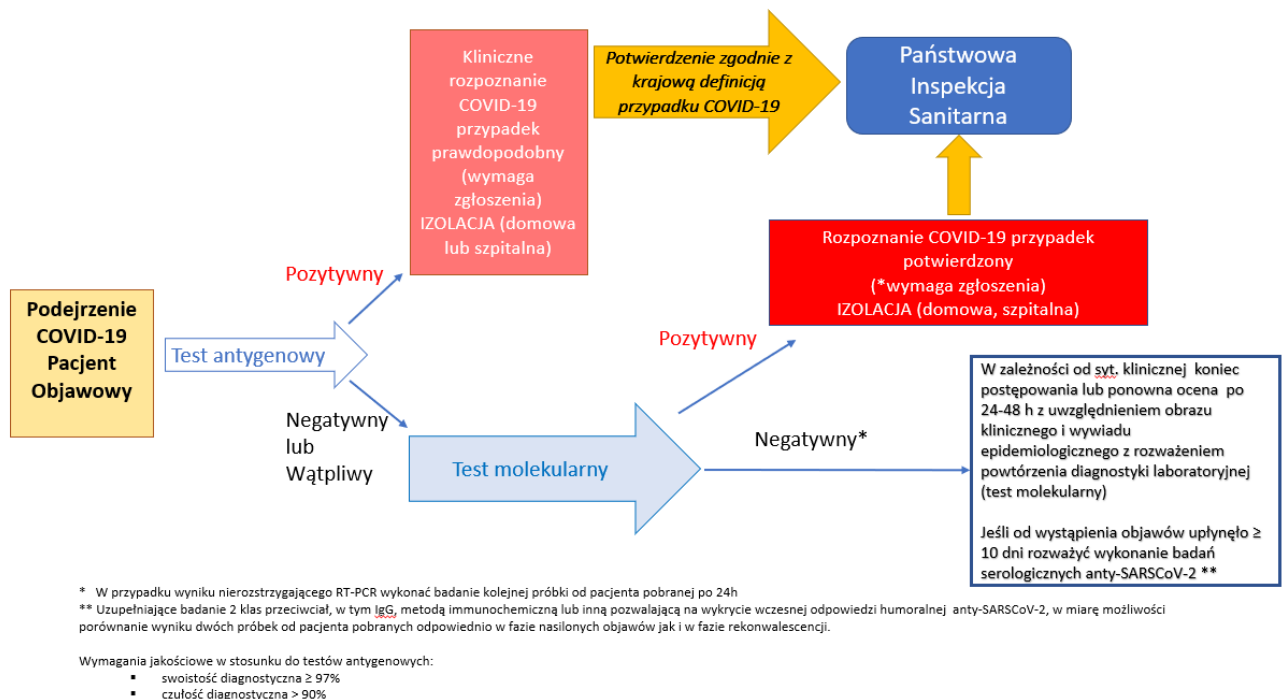 Podejrzenie
COVID-19
Pacjent
Objawowy
Test antygenowy
Pozytywny
Kliniczne
rozpoznanie
COVID-19
przypadek
prawdopodobny
(wymaga
zgłoszenia)
IZOLACJA (domowa
lub szpitalna)
Potwierdzenie zgodnie z
krajową definicją
przypadku COVID-19
Państwowa
Inspekcja
Sanitarna
Negatywny
lub
Wątpliwy
Test molekularny
Pozytywny
Rozpoznanie COVID-19 przypadek
potwierdzony
(*wymaga zgłoszenia)
IZOLACJA (domowa, szpitalna)
Negatywny*
W zależności od syt. klinicznej koniec
postępowania lub ponowna ocena po
24-48 h z uwzględnieniem obrazu
klinicznego i wywiadu
epidemiologicznego z rozważeniem
powtórzenia diagnostyki laboratoryjnej
(test molekularny)
Jeśli od wystąpienia objawów upłynęło ≥
10 dni rozważyć wykonanie badań
serologicznych anty-SARSCoV-2 **
* W przypadku wyniku nierozstrzygającego RT-PCR wykonać badanie kolejnej próbki od pacjenta pobranej po 24h
** Uzupełniające badanie 2 klas przeciwciał, w tym IgG, metodą immunochemiczną lub inną pozwalającą na wykrycie wczesnej odpowiedzi humoralnej anty-SARSCoV-2, w miarę możliwości
porównanie wyniku dwóch próbek od pacjenta pobranych odpowiednio w fazie nasilonych objawów jak i w fazie rekonwalescencji.
Wymagania jakościowe w stosunku do testów antygenowych:
▪ swoistość diagnostyczna ≥ 97%
▪ czułość diagnostyczna > 90%